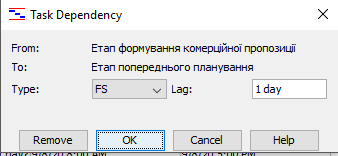 Task Dependency
From: Етап формування комерційної пропозиції
To: Етап попереднього планування
Type: FS Lag: 1 day
Remove OK Cancel Help